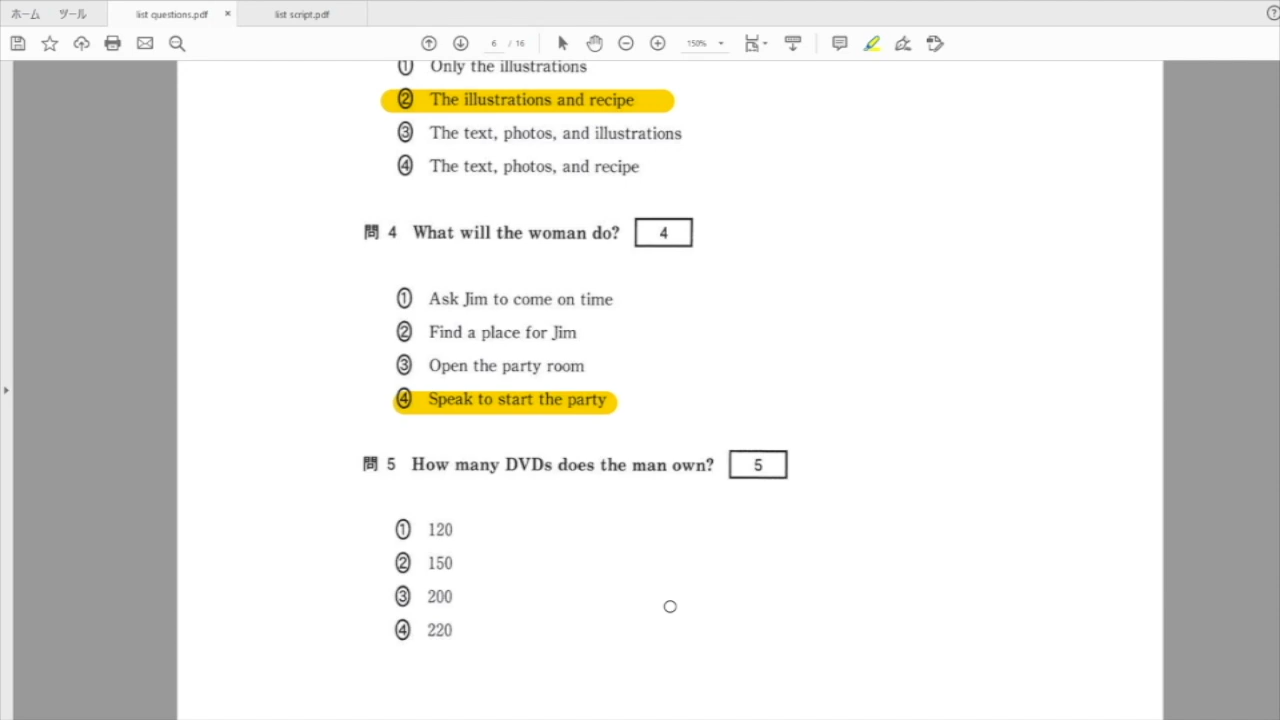 ホーム ツール list questions.pdf × list script.pdf
6 / 16 150%
① Only the illustrations
② The illustrations and recipe
③ The text, photos, and illustrations
④ The text, photos, and recipe
問 4 What will the woman do? 4
① Ask Jim to come on time
② Find a place for Jim
③ Open the party room
④ Speak to start the party
問 5 How many DVDs does the man own? 5
① 120
② 150
③ 200
④ 220